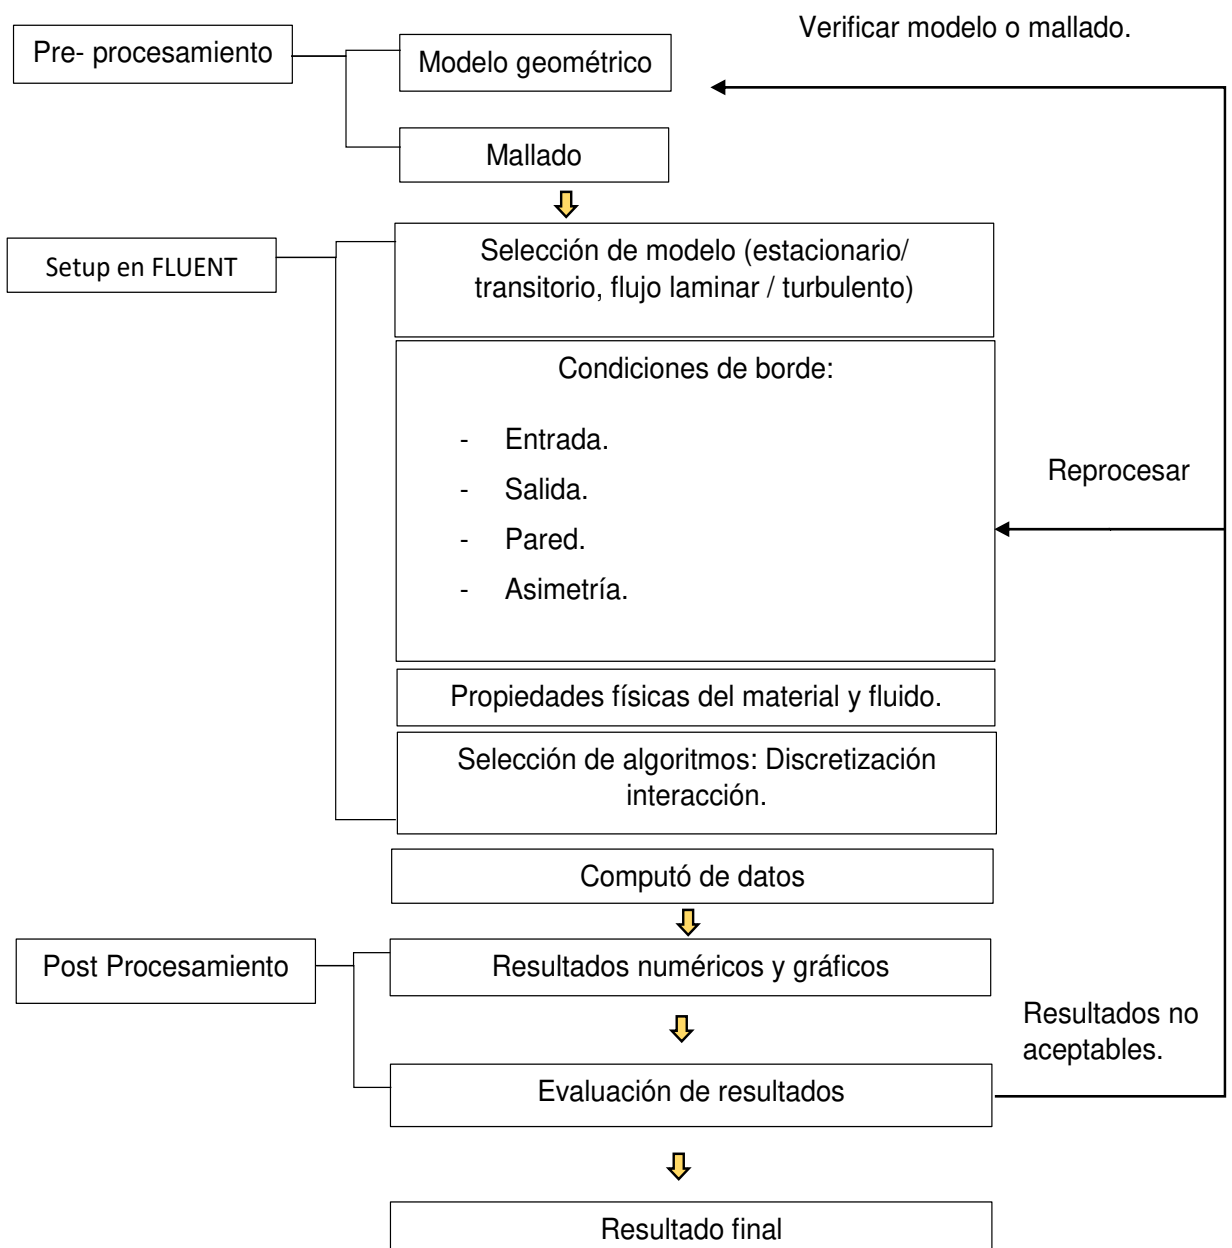 Verificar modelo o mallado.
Pre- procesamiento
Modelo geométrico
Mallado
Setup en FLUENT
Selección de modelo (estacionario/
transitorio, flujo laminar / turbulento)
Condiciones de borde:
- Entrada.
- Salida.
- Pared.
- Asimetría.
Reprocesar
Propiedades físicas del material y fluido.
Selección de algoritmos: Discretización
interacción.
Computó de datos
Post Procesamiento
Resultados numéricos y gráficos
Resultados no
aceptables.
Evaluación de resultados
Resultado final